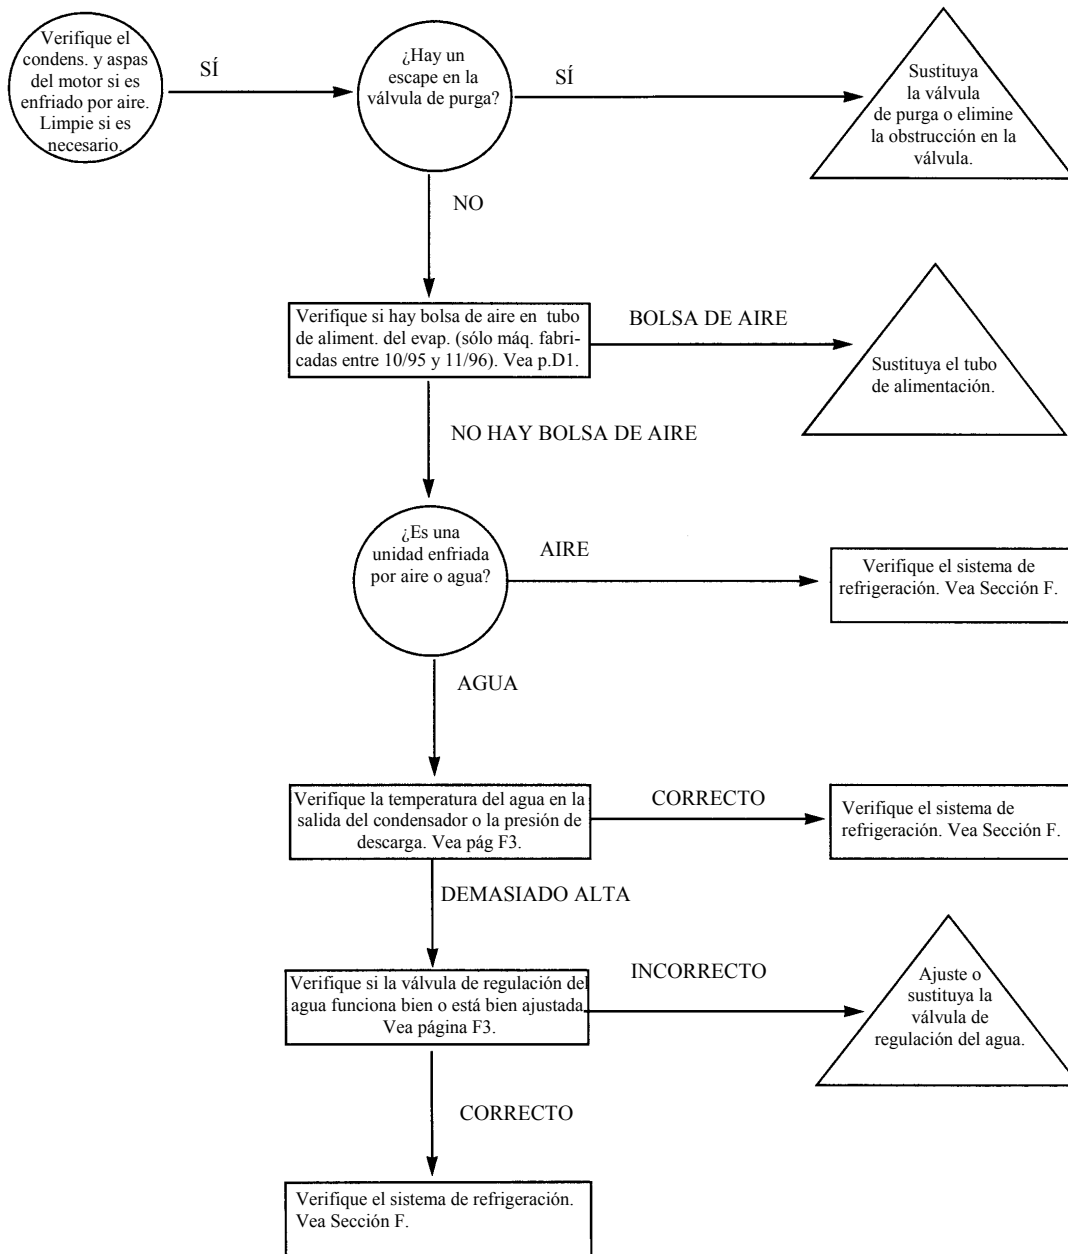 Verifique el
condens. y aspas
del motor si es
enfriado por aire.
Limpie si es
necesario.
SÍ
¿Hay un
escape en la
válvula de purga?
SÍ
Sustituya
la válvula
de purga o elimine
la obstrucción en la
válvula.
NO
Verifique si hay bolsa de aire en tubo
de aliment. del evap. (sólo máq. fabri-
cadas entre 10/95 y 11/96). Vea p.D1.
BOLSA DE AIRE
Sustituya el tubo
de alimentación.
NO HAY BOLSA DE AIRE
¿Es una
unidad enfriada
por aire o agua?
AIRE
Verifique el sistema de
refrigeración. Vea Sección F.
AGUA
Verifique la temperatura del agua en la
salida del condensador o la presión de
descarga. Vea pág F3.
CORRECTO
Verifique el sistema de
refrigeración. Vea Sección F.
DEMASIADO ALTA
Verifique si la válvula de regulación del
agua funciona bien o está bien ajustada.
Vea página F3.
INCORRECTO
Ajuste o
sustituya la
válvula de
regulación del agua.
CORRECTO
Verifique el sistema de refrigeración.
Vea Sección F.